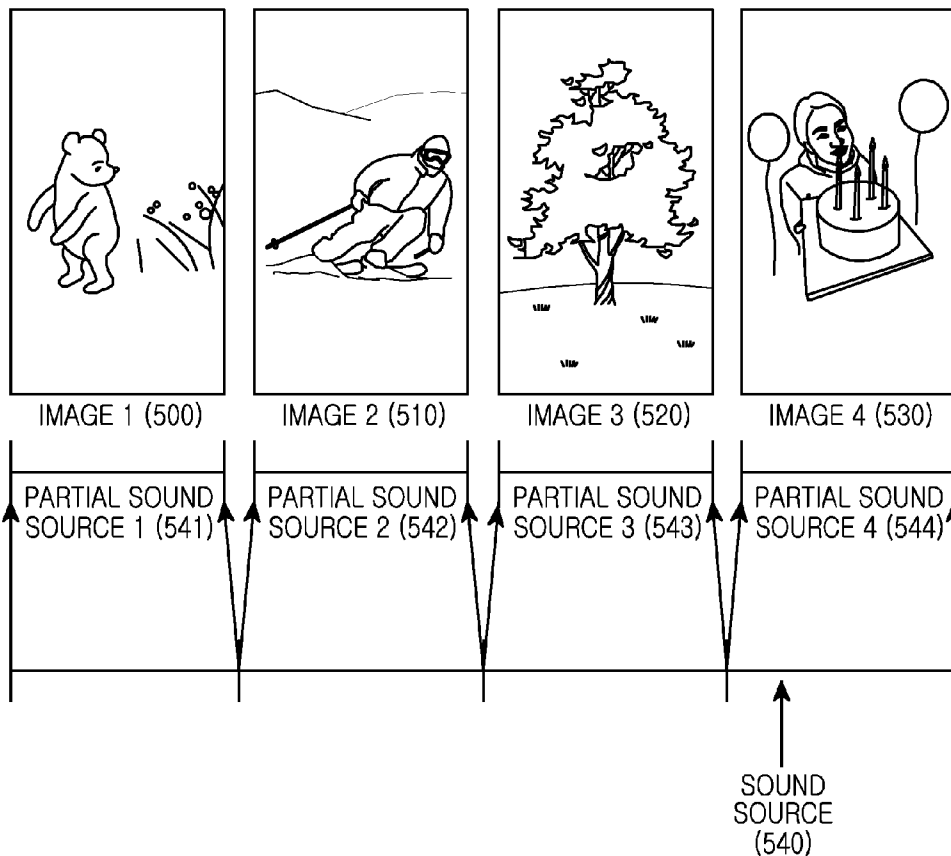 IMAGE 1 (500)
IMAGE 2 (510)
IMAGE 3 (520)
IMAGE 4 (530)
PARTIAL SOUND
SOURCE 1 (541)
PARTIAL SOUND
SOURCE 2 (542)
PARTIAL SOUND
SOURCE 3 (543)
PARTIAL SOUND
SOURCE 4 (544)
SOUND
SOURCE
(540)